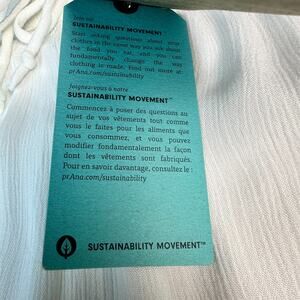 Join our
SUSTAINABILITY MOVEMENT™
Start asking questions about your
clothes in the same way you ask about
the food you eat, and you can
fundamentally change the way
clothing is made. Find out more at
prAna.com/sustainability
Joignez-vous à notre
SUSTAINABILITY MOVEMENT™
Commencez à poser des questions au
sujet de vos vêtements tout comme
vous le faites pour les aliments que
vous consommez, et vous pouvez
modifier fondamentalement la façon
dont les vêtements sont fabriqués.
Pour en savoir davantage, consultez le :
prAna.com/sustainability
SUSTAINABILITY MOVEMENT™